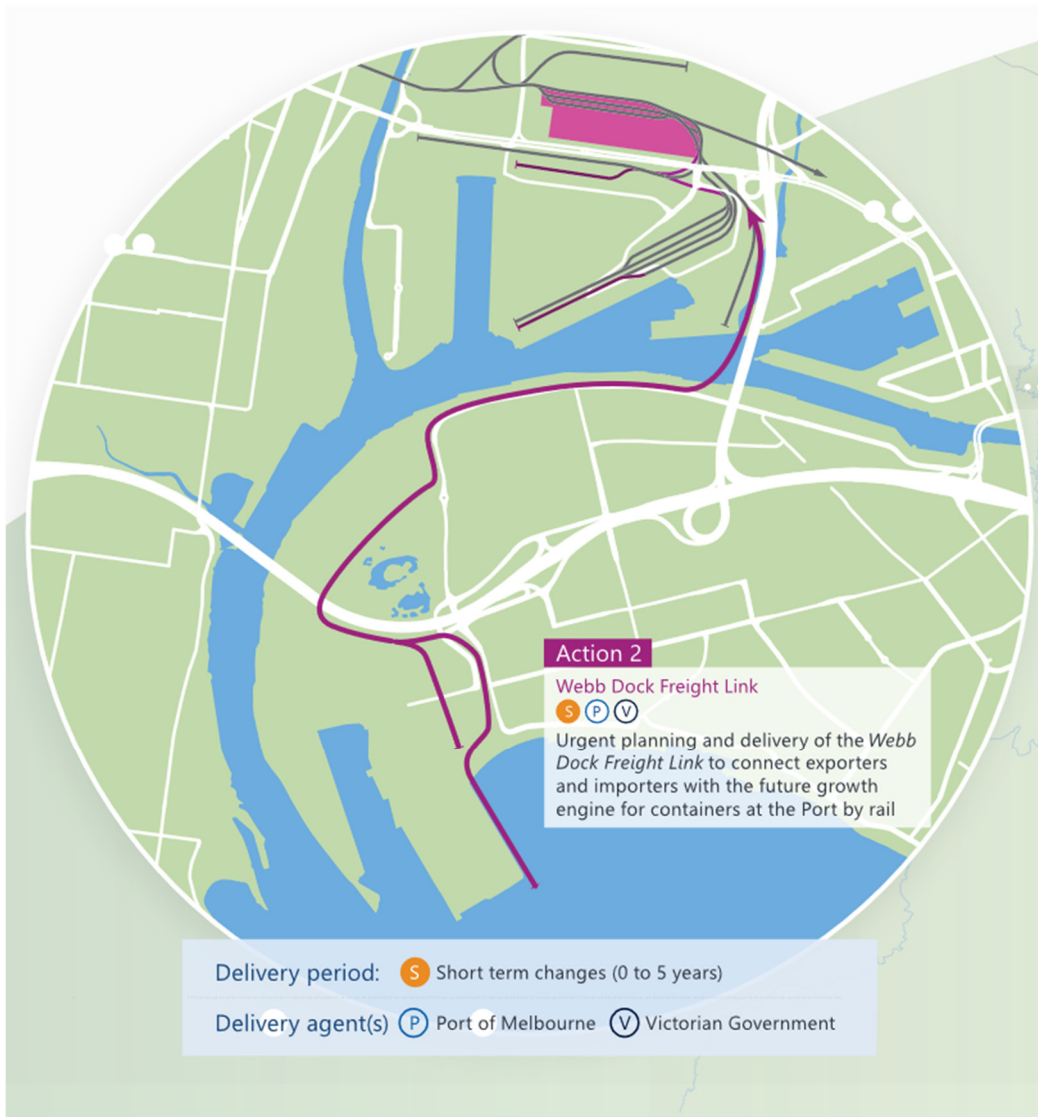 Action 2
Webb Dock Freight Link
S P V
Urgent planning and delivery of the Webb
Dock Freight Link to connect exporters
and importers with the future growth
engine for containers at the Port by rail
Delivery period: S Short term changes (0 to 5 years)
Delivery agent(s) P Port of Melbourne V Victorian Government